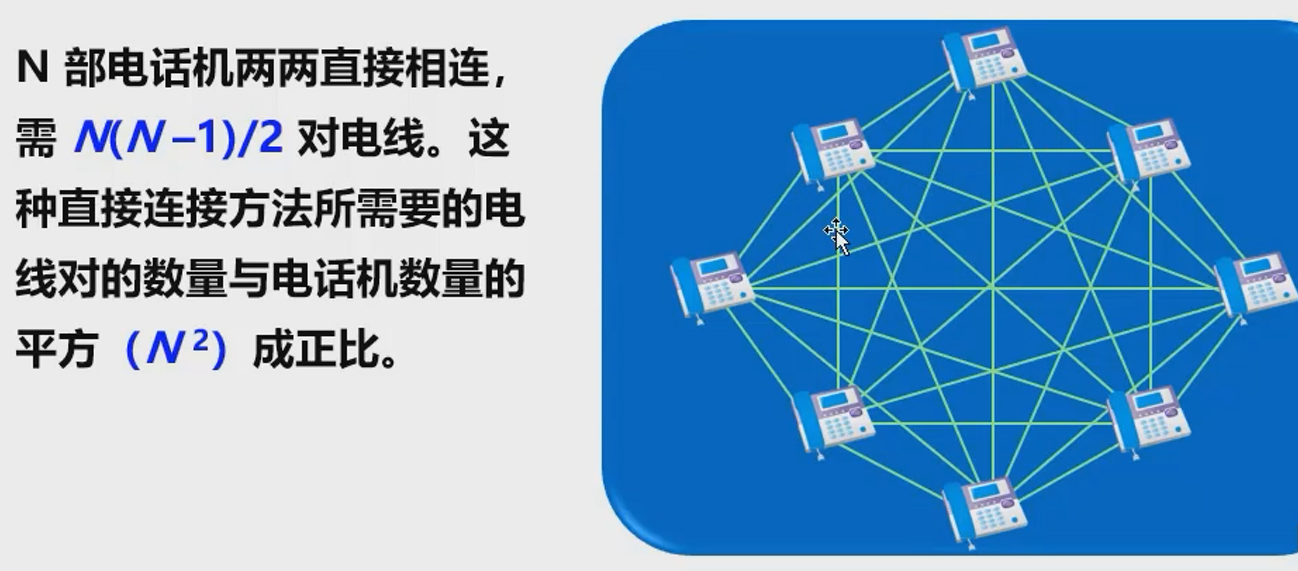 N 部电话机两两直接相连，
需 N(N–1)/2 对电线。这
种直接连接方法所需要的电
线对的数量与电话机数量的
平方（N²）成正比。